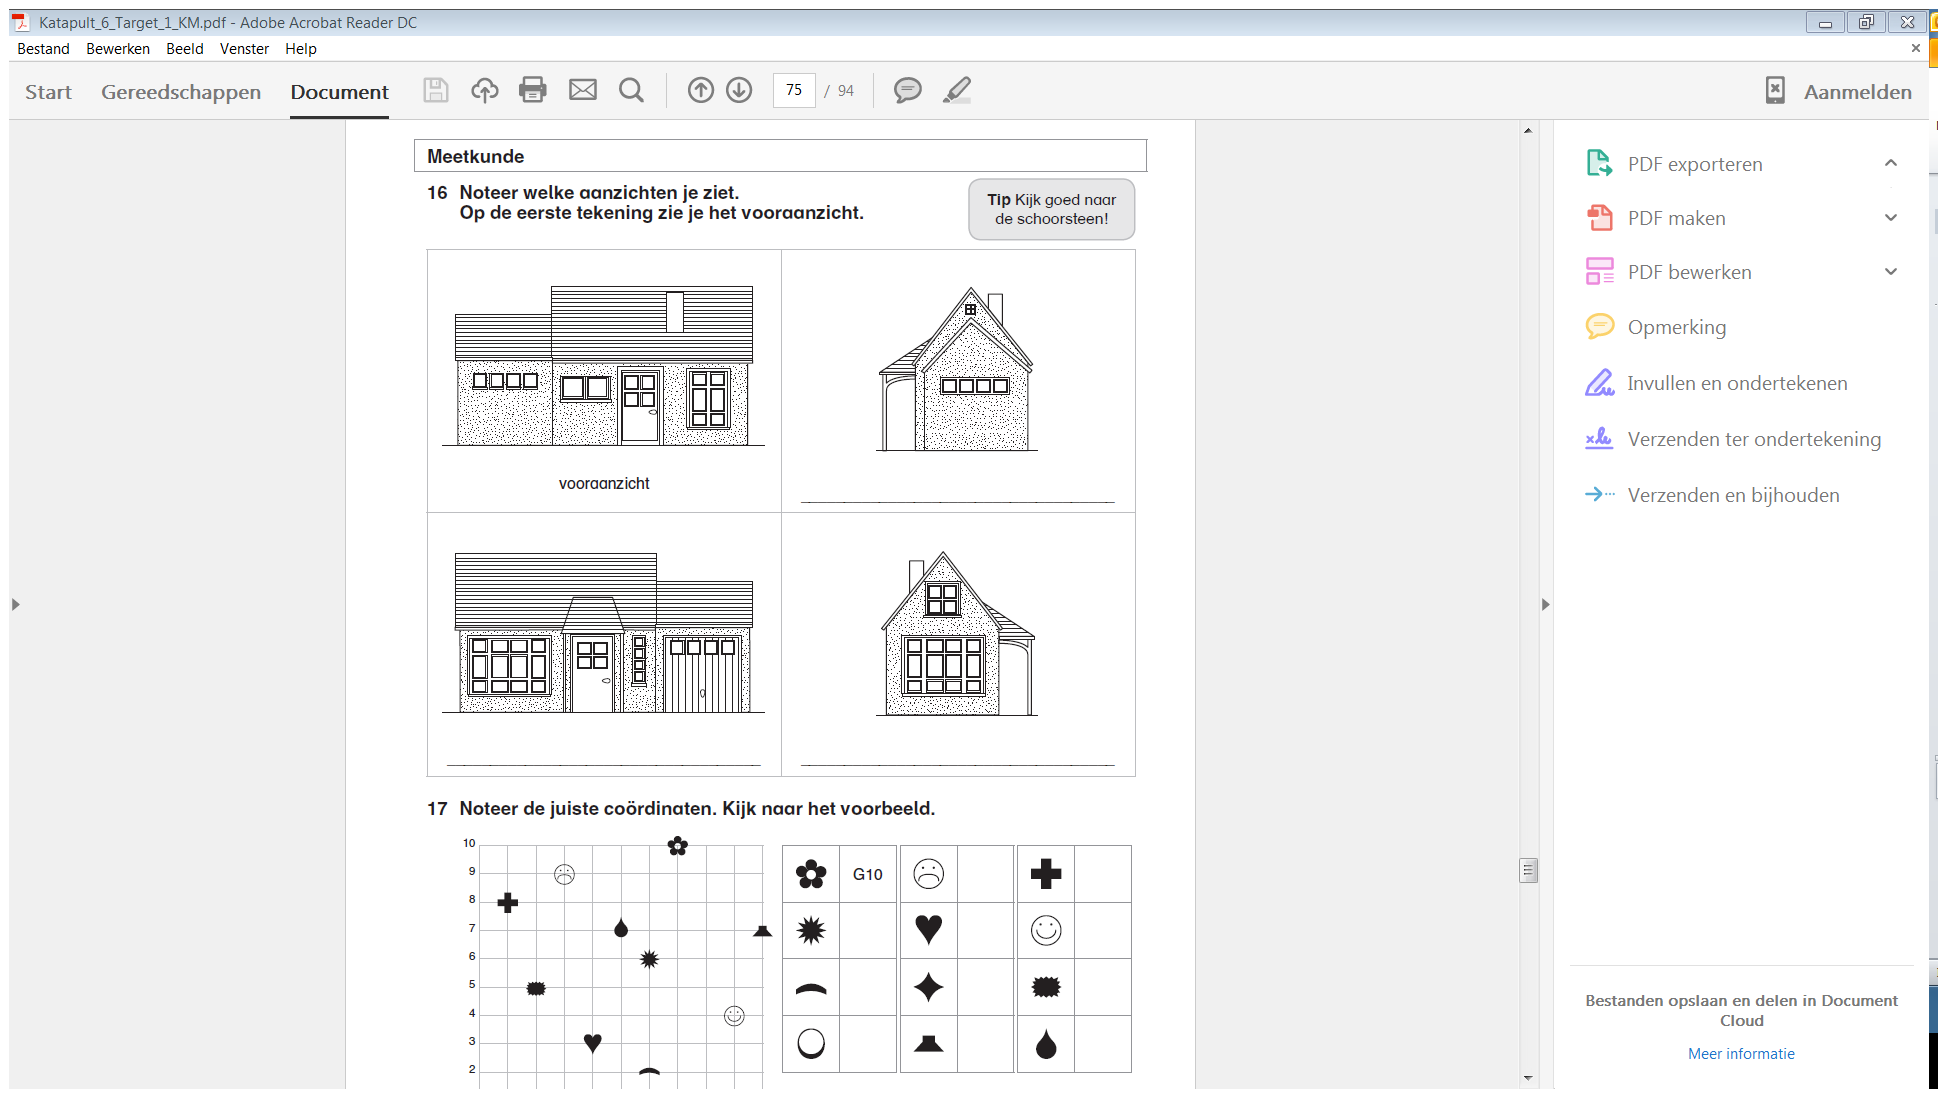 Katapult_6_Target_1_KM.pdf - Adobe Acrobat Reader DC
Bestand Bewerken Beeld Venster Help
Start Gereedschappen Document 75 / 94 Aanmelden
Meetkunde
16 Noteer welke aanzichten je ziet.
Op de eerste tekening zie je het vooraanzicht.
Tip Kijk goed naar
de schoorsteen!
vooraanzicht
17 Noteer de juiste coördinaten. Kijk naar het voorbeeld.
10
9
8
7
6
5
4
3
2
G10
PDF exporteren
PDF maken
PDF bewerken
Opmerking
Invullen en ondertekenen
Verzenden ter ondertekening
Verzenden en bijhouden
Bestanden opslaan en delen in Document
Cloud
Meer informatie